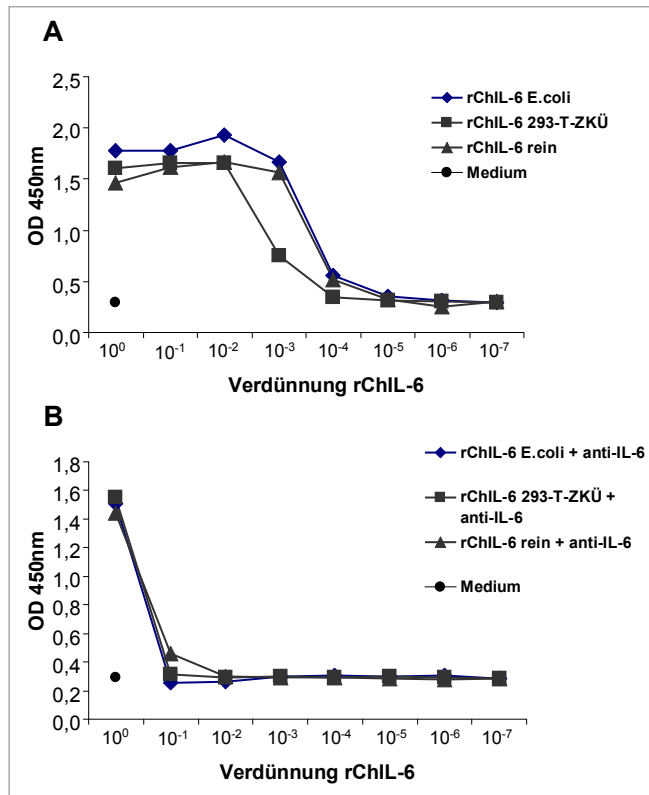 A
2,5
2,0
1,5
1,0
0,5
0,0
OD 450nm
10⁰ 10⁻¹ 10⁻² 10⁻³ 10⁻⁴ 10⁻⁵ 10⁻⁶ 10⁻⁷
Verdünnung rChIL-6
rChIL-6 E.coli
rChIL-6 293-T-ZKÜ
rChIL-6 rein
Medium
B
1,8
1,6
1,4
1,2
1,0
0,8
0,6
0,4
0,2
0,0
OD 450nm
10⁰ 10⁻¹ 10⁻² 10⁻³ 10⁻⁴ 10⁻⁵ 10⁻⁶ 10⁻⁷
Verdünnung rChIL-6
rChIL-6 E.coli + anti-IL-6
rChIL-6 293-T-ZKÜ +
anti-IL-6
rChIL-6 rein + anti-IL-6
Medium